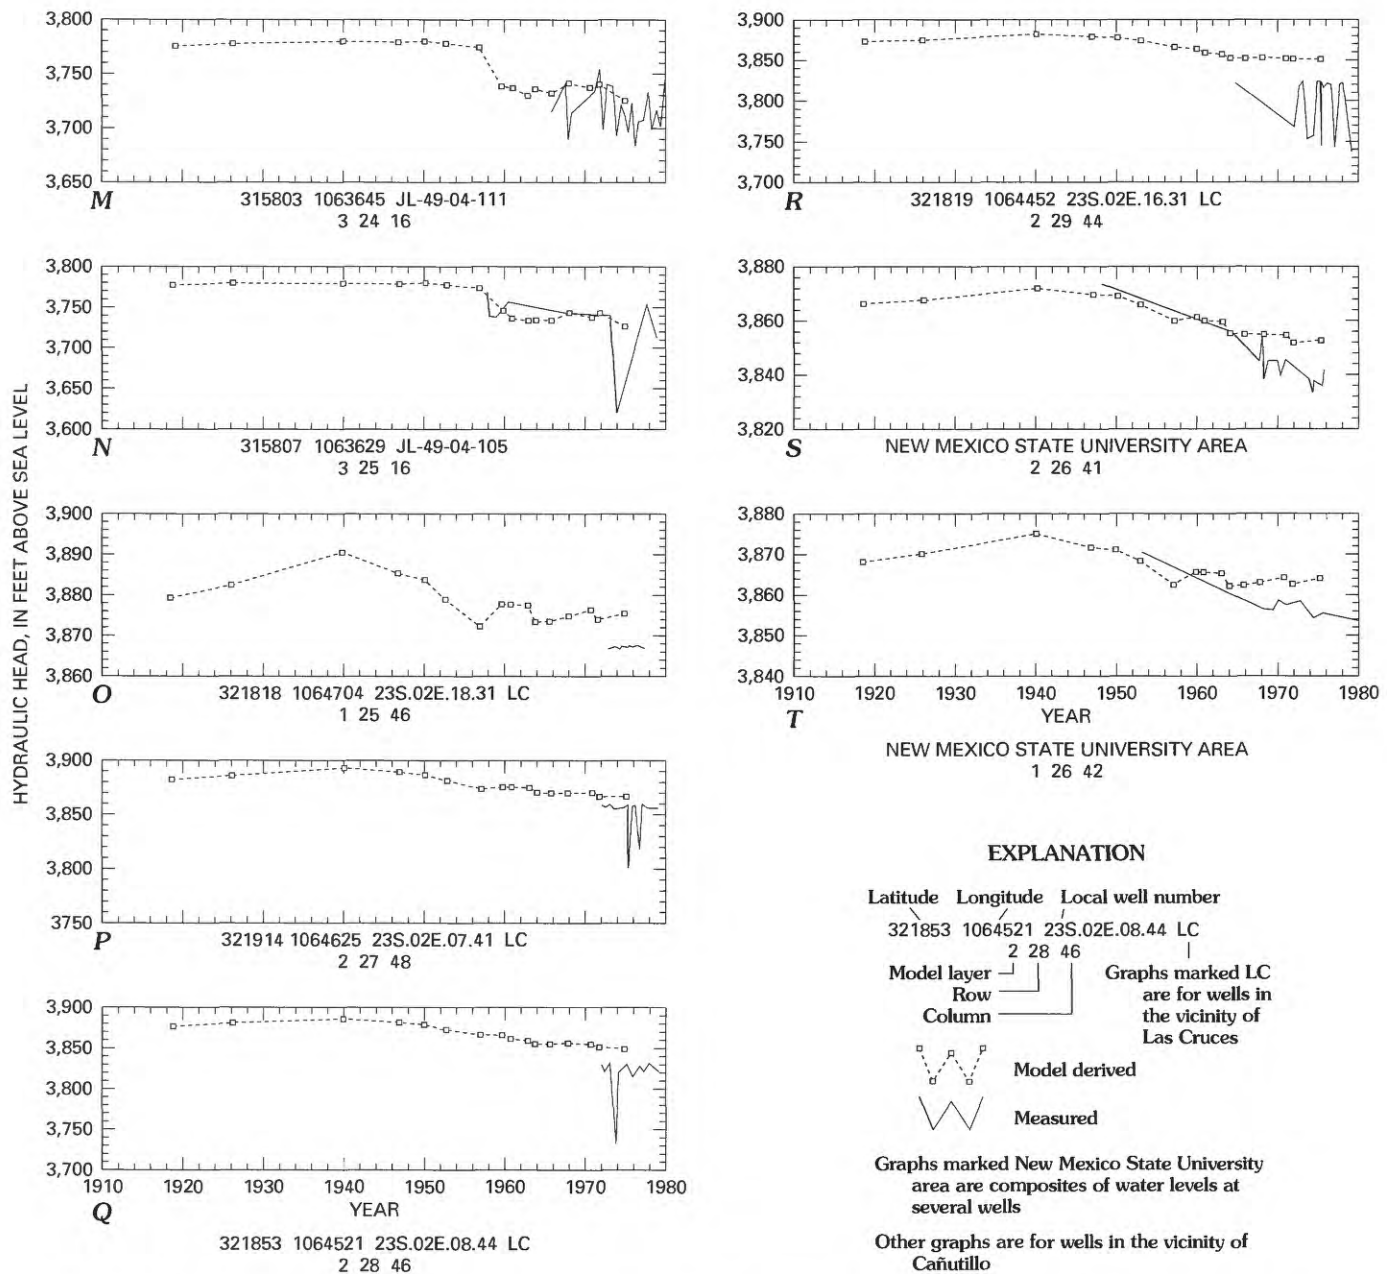 HYDRAULIC HEAD, IN FEET ABOVE SEA LEVEL
3,800
3,750
3,700
3,650
M
315803 1063645 JL-49-04-111
3 24 16
3,800
3,750
3,700
3,650
3,600
N
315807 1063629 JL-49-04-105
3 25 16
3,900
3,890
3,880
3,870
3,860
O
321818 1064704 23S.02E.18.31 LC
1 25 46
3,900
3,850
3,800
3,750
P
321914 1064625 23S.02E.07.41 LC
2 27 48
3,900
3,850
3,800
3,750
3,700
1910 1920 1930 1940 1950 1960 1970 1980
YEAR
Q
321853 1064521 23S.02E.08.44 LC
2 28 46
3,900
3,850
3,800
3,750
3,700
R
321819 1064452 23S.02E.16.31 LC
2 29 44
3,880
3,860
3,840
3,820
S
NEW MEXICO STATE UNIVERSITY AREA
2 26 41
3,880
3,870
3,860
3,850
3,840
1910 1920 1930 1940 1950 1960 1970 1980
YEAR
T
NEW MEXICO STATE UNIVERSITY AREA
1 26 42
EXPLANATION
Latitude Longitude Local well number
321853 1064521 23S.02E.08.44 LC
2 28 46
Model layer
Row
Column
Graphs marked LC
are for wells in
the vicinity of
Las Cruces
Model derived
Measured
Graphs marked New Mexico State University
area are composites of water levels at
several wells
Other graphs are for wells in the vicinity of
Cañutillo